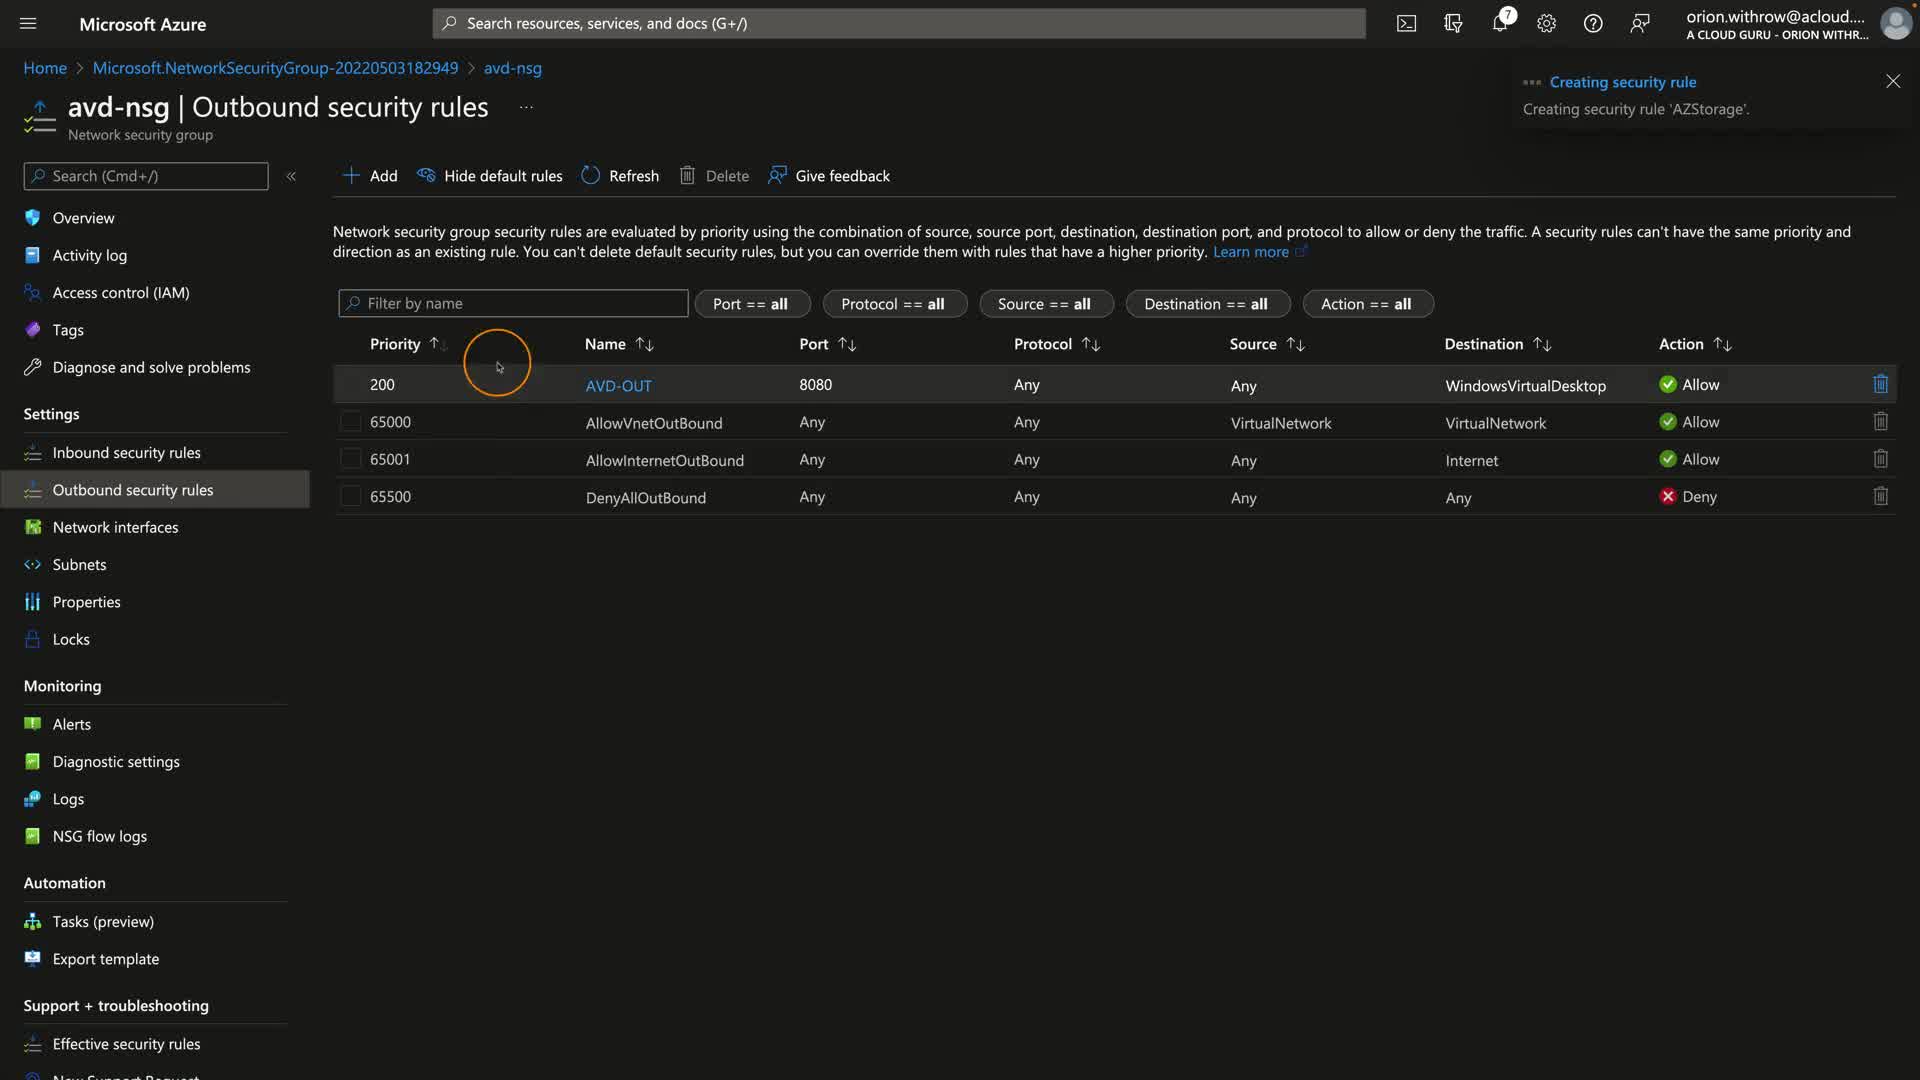 Microsoft Azure
Search resources, services, and docs (G+/)
7
orion.withrow@acloud....
A CLOUD GURU - ORION WITHR...
Home > Microsoft.NetworkSecurityGroup-20220503182949 > avd-nsg
avd-nsg | Outbound security rules ...
Network security group
Creating security rule
Creating security rule 'AZStorage'.
Search (Cmd+/)
«
Overview
Activity log
Access control (IAM)
Tags
Diagnose and solve problems
Settings
Inbound security rules
Outbound security rules
Network interfaces
Subnets
Properties
Locks
Monitoring
Alerts
Diagnostic settings
Logs
NSG flow logs
Automation
Tasks (preview)
Export template
Support + troubleshooting
Effective security rules
New Support Request
Add Hide default rules Refresh Delete Give feedback
Network security group security rules are evaluated by priority using the combination of source, source port, destination, destination port, and protocol to allow or deny the traffic. A security rules can't have the same priority and
direction as an existing rule. You can't delete default security rules, but you can override them with rules that have a higher priority. Learn more
Filter by name Port == all Protocol == all Source == all Destination == all Action == all
Priority ↑↓ Name ↑↓ Port ↑↓ Protocol ↑↓ Source ↑↓ Destination ↑↓ Action ↑↓
200 AVD-OUT 8080 Any Any WindowsVirtualDesktop Allow
65000 AllowVnetOutBound Any Any VirtualNetwork VirtualNetwork Allow
65001 AllowInternetOutBound Any Any Any Internet Allow
65500 DenyAllOutBound Any Any Any Any Deny